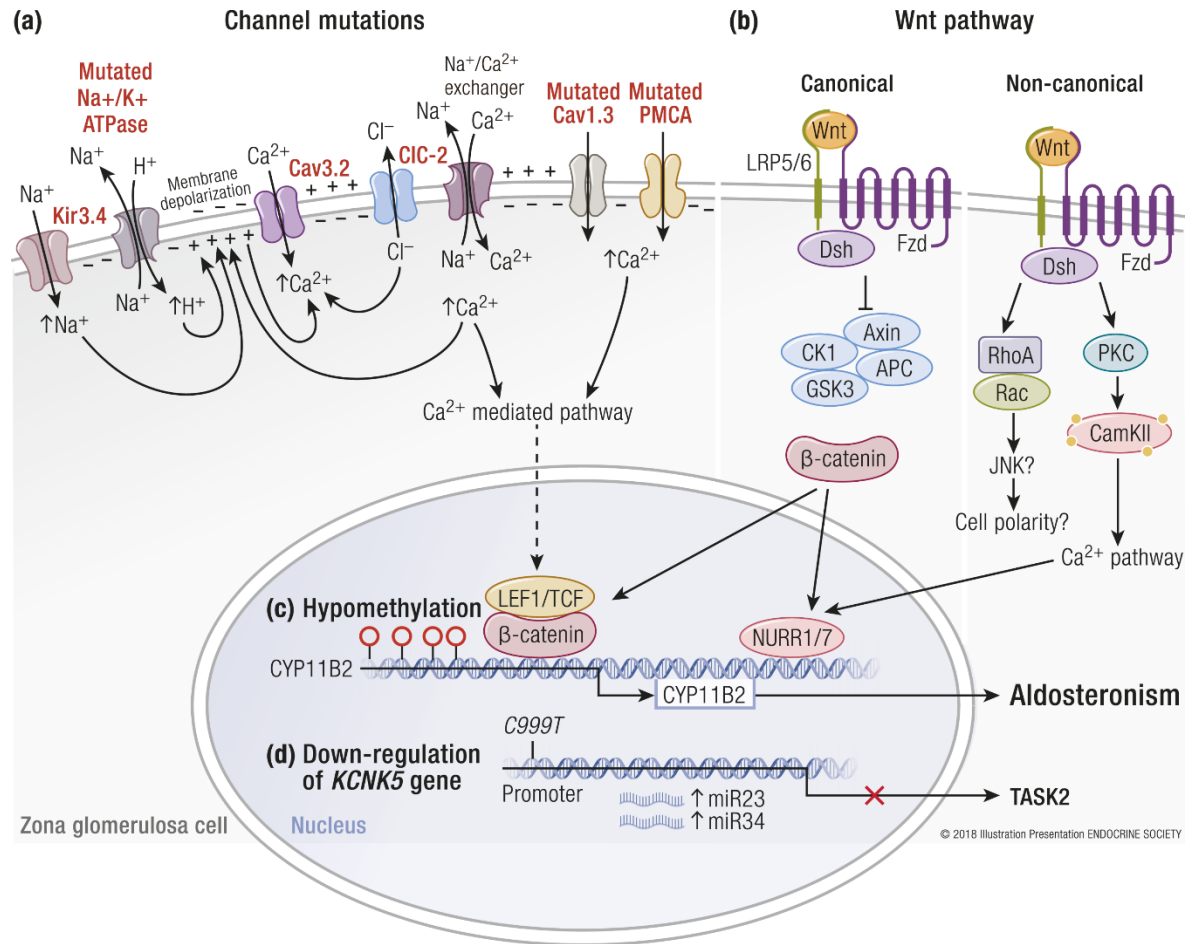 (a)
Channel mutations
Mutated
Na+/K+
ATPase
Na⁺
H⁺
Na⁺
Kir3.4
Na⁺
↑Na⁺
↑H⁺
Membrane
depolarization
Ca²⁺
Cav3.2
↑Ca²⁺
Cl⁻
ClC-2
Cl⁻
Na⁺/Ca²⁺
exchanger
Na⁺
Ca²⁺
Na⁺
Ca²⁺
↑Ca²⁺
Mutated
Cav1.3
Mutated
PMCA
↑Ca²⁺
Ca²⁺ mediated pathway
(b)
Wnt pathway
Canonical
Wnt
LRP5/6
Dsh
Fzd
Axin
CK1
APC
GSK3
β-catenin
Non-canonical
Wnt
Dsh
Fzd
RhoA
Rac
JNK?
Cell polarity?
PKC
CamKII
Ca²⁺ pathway
(c) Hypomethylation
LEF1/TCF
β-catenin
NURR1/7
CYP11B2
CYP11B2
Aldosteronism
(d) Down-regulation
of KCNK5 gene
C999T
Promoter
↑ miR23
↑ miR34
TASK2
Zona glomerulosa cell
Nucleus
© 2018 Illustration Presentation ENDOCRINE SOCIETY